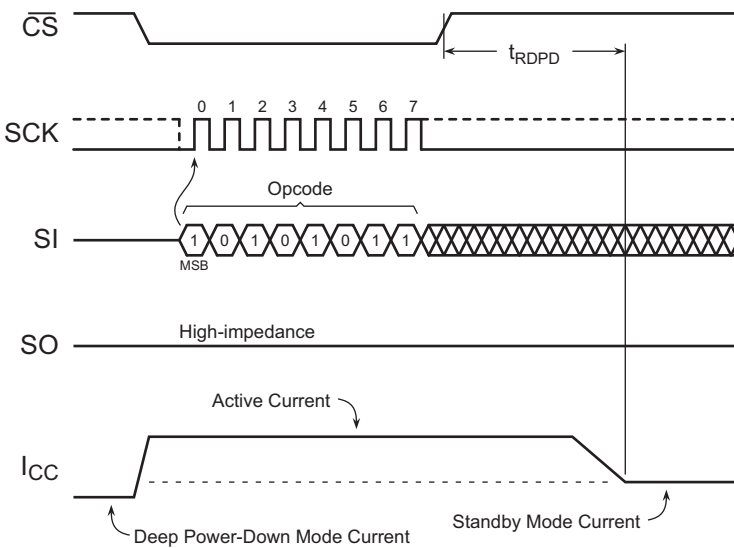 CS
tRDPD
0 1 2 3 4 5 6 7
SCK
Opcode
SI
1 0 1 0 1 0 1 1
MSB
High-impedance
SO
Active Current
ICC
Standby Mode Current
Deep Power-Down Mode Current